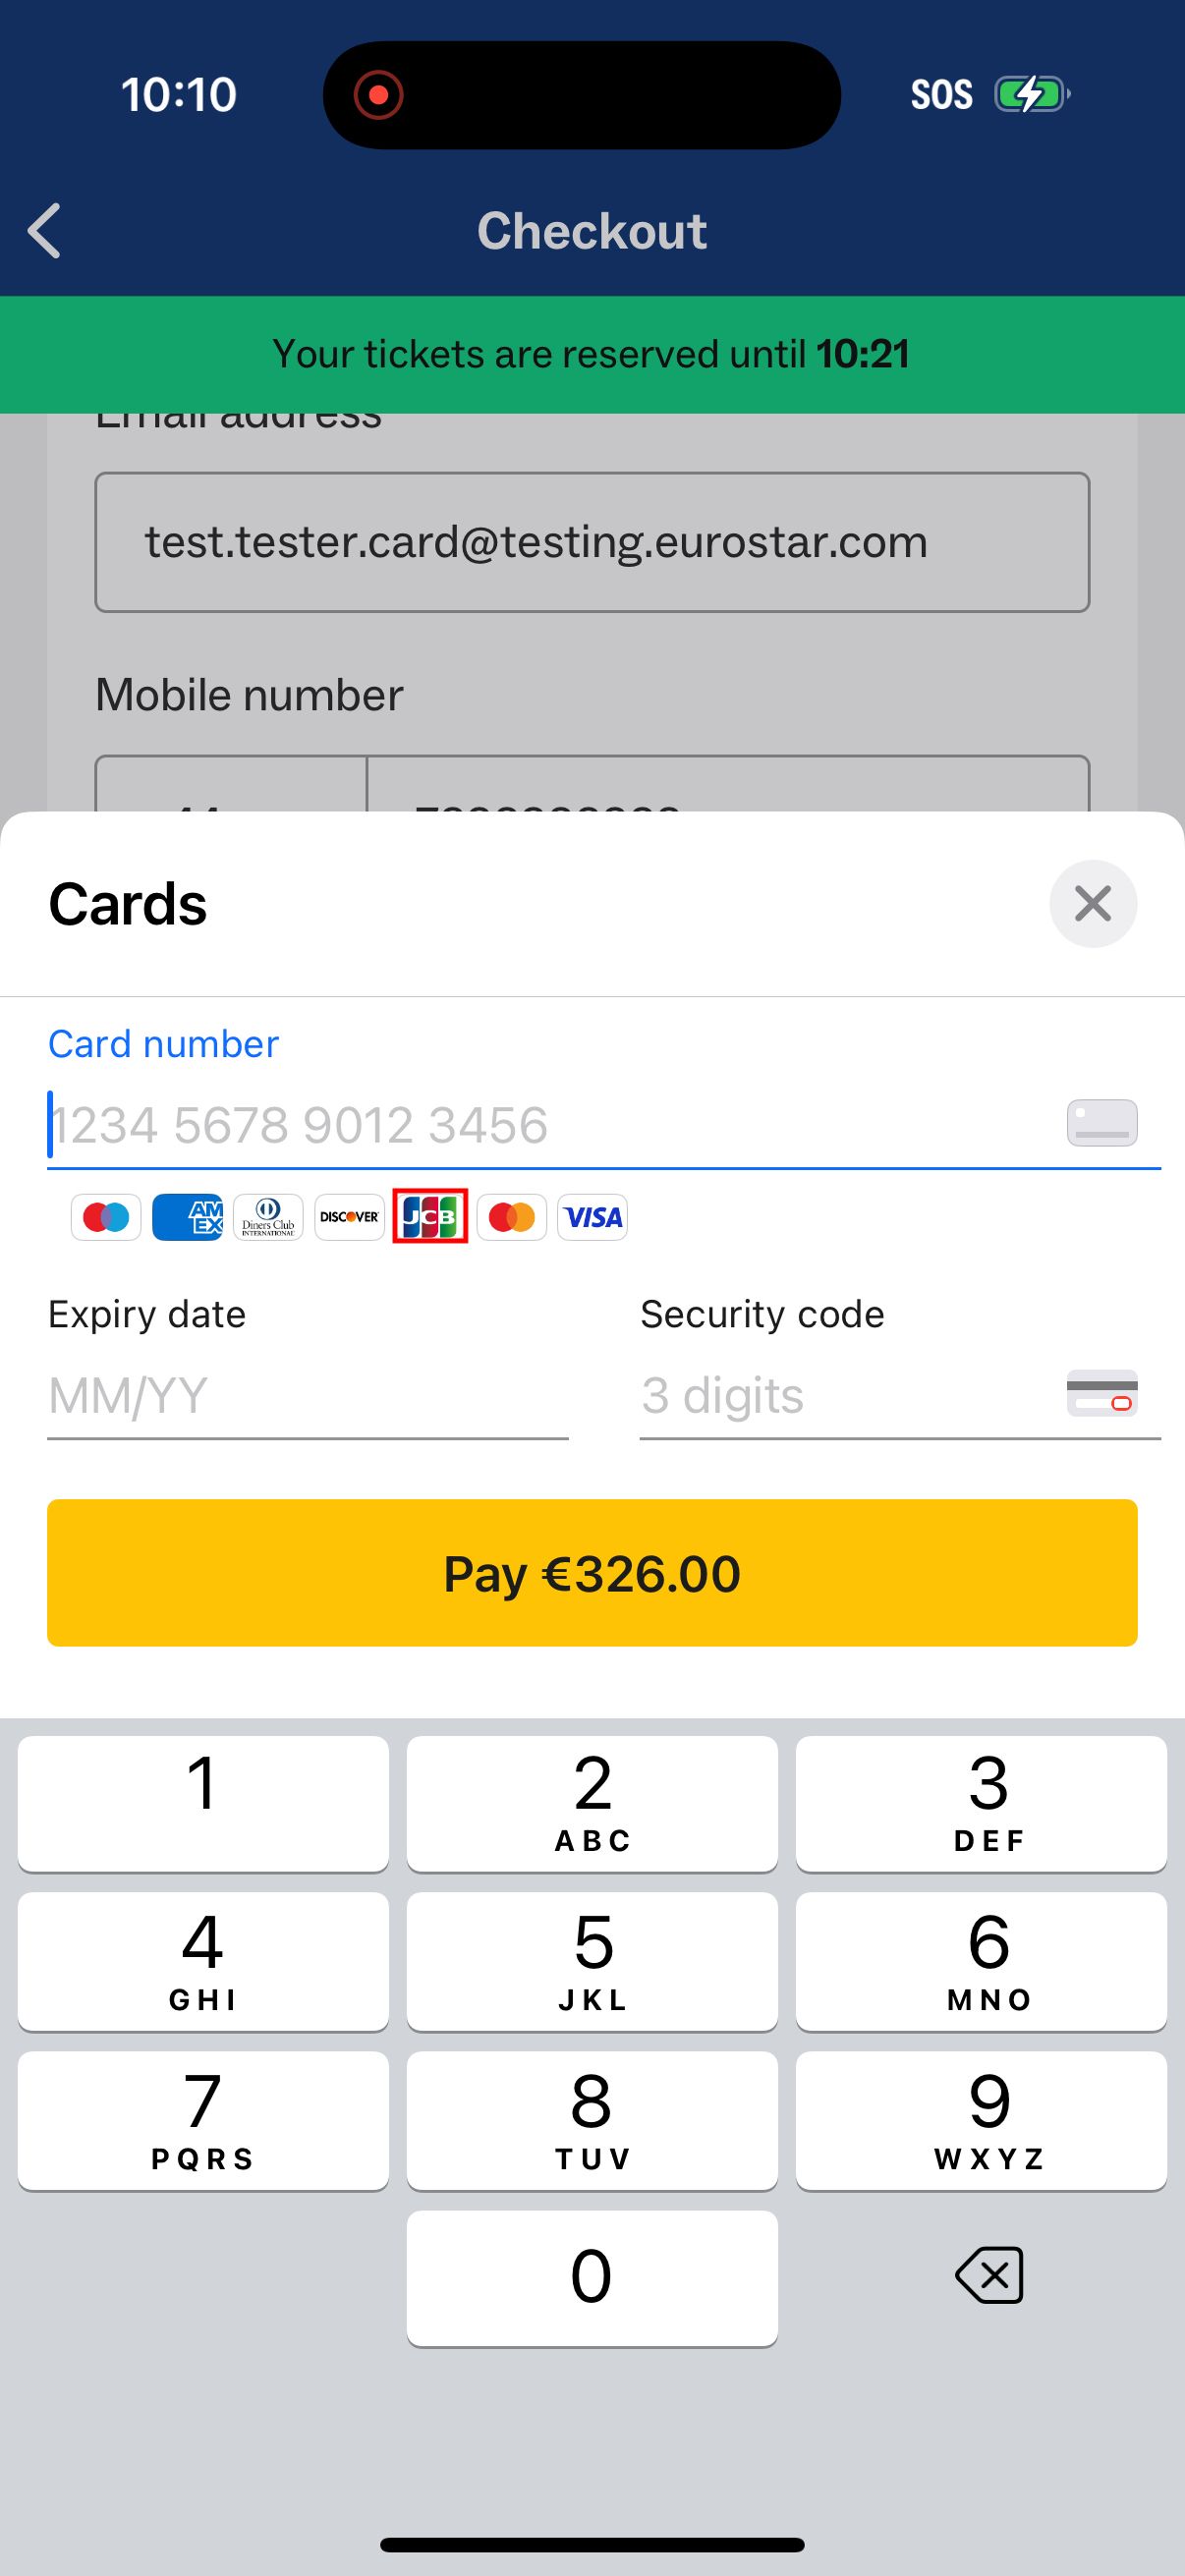 10:10
SOS
Checkout
Your tickets are reserved until 10:21
Email address
test.tester.card@testing.eurostar.com
Mobile number
Cards
Card number
1234 5678 9012 3456
AM EX
Diners Club INTERNATIONAL
DISCOVER
JCB
VISA
Expiry date
Security code
MM/YY
3 digits
Pay €326.00
1
2
3
ABC
DEF
4
5
6
GHI
JKL
MNO
7
8
9
PQRS
TUV
WXYZ
0